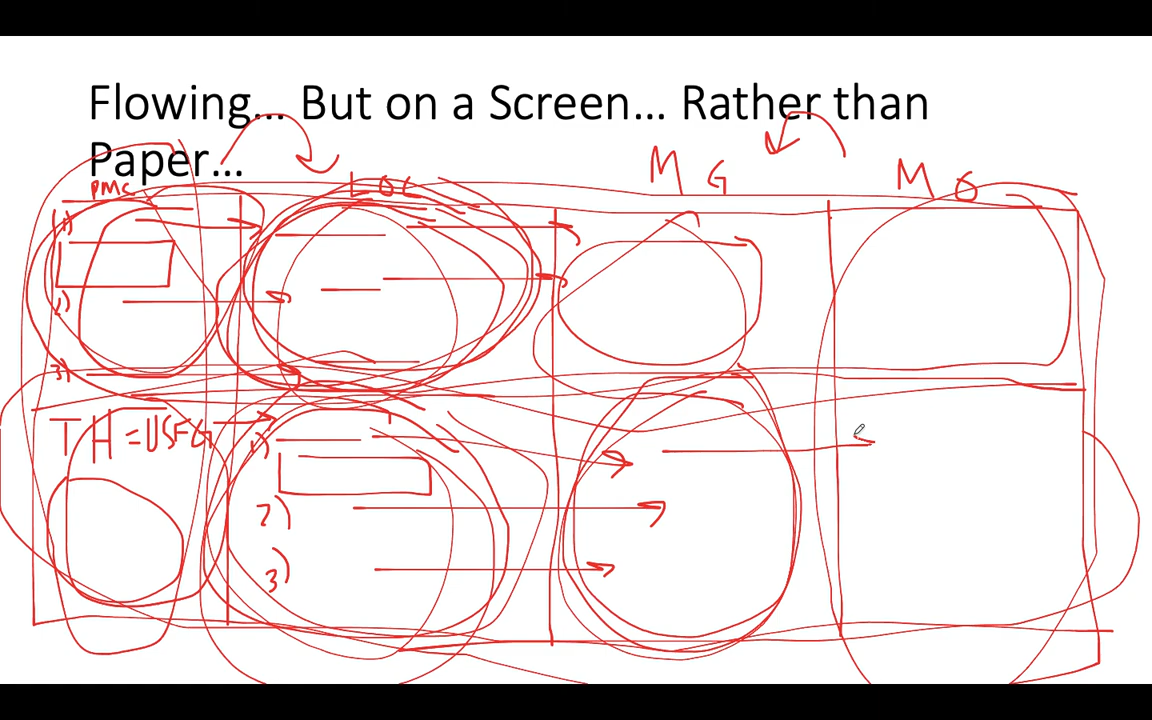 Flowing... But on a Screen... Rather than
Paper...
PMC LOC MG MO
1)
2)
3)
TH=USFG
1)
2)
3)